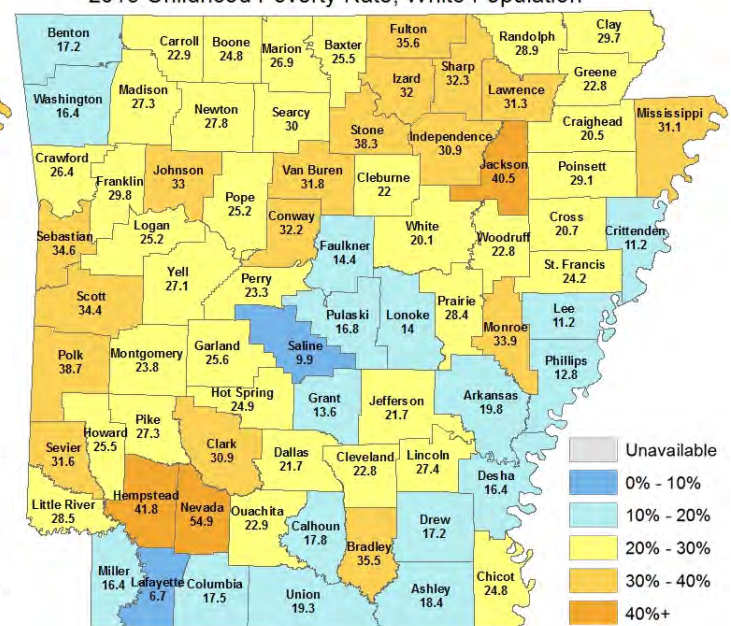 2016 Childhood Poverty Rate, White Population
Benton
17.2
Carroll
22.9
Boone
24.8
Marion
26.9
Baxter
25.5
Fulton
35.6
Randolph
28.9
Clay
29.7
Washington
16.4
Madison
27.3
Newton
27.8
Searcy
30
Izard
32
Sharp
32.3
Lawrence
31.3
Greene
22.8
Stone
38.3
Independence
30.9
Jackson
40.5
Craighead
20.5
Mississippi
31.1
Crawford
26.4
Franklin
29.8
Johnson
33
Pope
25.2
Van Buren
31.8
Cleburne
22
Poinsett
29.1
Sebastian
34.6
Logan
25.2
Conway
32.2
Faulkner
14.4
White
20.1
Woodruff
22.8
Cross
20.7
Crittenden
11.2
Scott
34.4
Yell
27.1
Perry
23.3
Pulaski
16.8
Lonoke
14
Prairie
28.4
St. Francis
24.2
Monroe
33.9
Lee
11.2
Polk
38.7
Montgomery
23.8
Garland
25.6
Saline
9.9
Phillips
12.8
Hot Spring
24.9
Grant
13.6
Jefferson
21.7
Arkansas
19.8
Sevier
31.6
Howard
25.5
Pike
27.3
Clark
30.9
Dallas
21.7
Cleveland
22.8
Lincoln
27.4
Desha
16.4
Little River
28.5
Hempstead
41.8
Nevada
54.9
Ouachita
22.9
Calhoun
17.8
Bradley
35.5
Drew
17.2
Miller
16.4
Lafayette
6.7
Columbia
17.5
Union
19.3
Ashley
18.4
Chicot
24.8
Unavailable
0% - 10%
10% - 20%
20% - 30%
30% - 40%
40%+